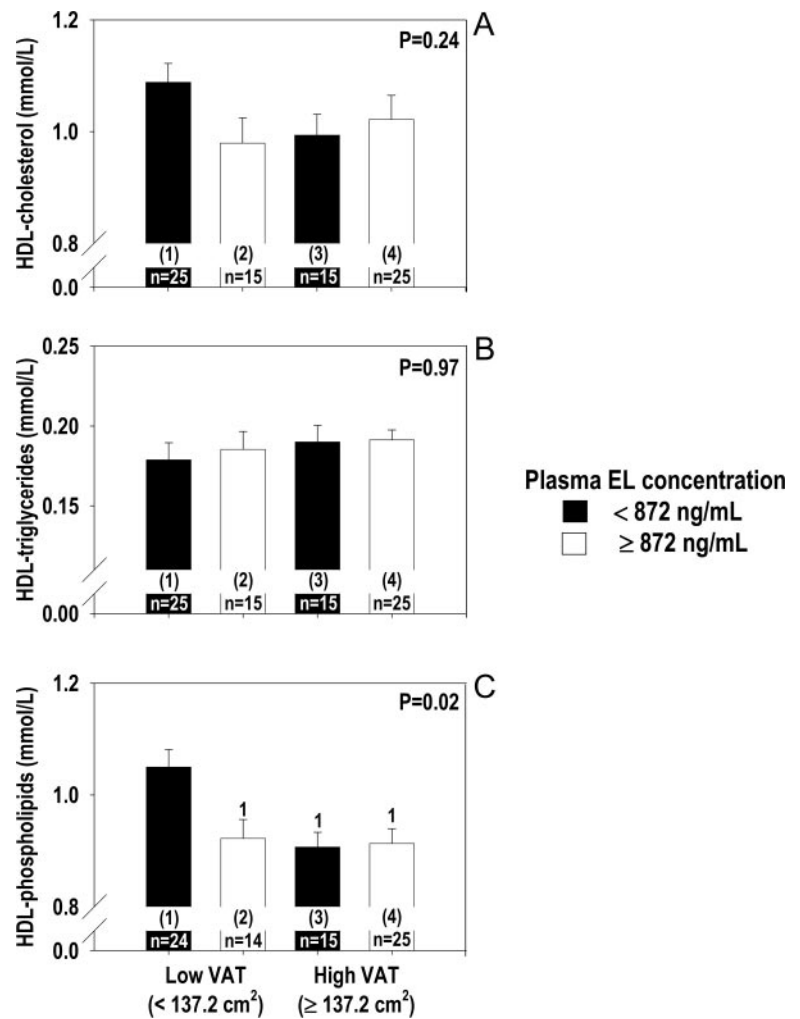 A
P=0.24
HDL-cholesterol (mmol/L)
1.2
1.0
0.8
0.0
(1) (2) (3) (4)
n=25 n=15 n=15 n=25
B
P=0.97
HDL-triglycerides (mmol/L)
0.25
0.20
0.15
0.00
(1) (2) (3) (4)
n=25 n=15 n=15 n=25
C
P=0.02
HDL-phospholipids (mmol/L)
1.2
1.0
0.8
0.0
1 1 1
(1) (2) (3) (4)
n=24 n=14 n=15 n=25
Low VAT High VAT
(< 137.2 cm²) (≥ 137.2 cm²)
Plasma EL concentration
< 872 ng/mL
≥ 872 ng/mL